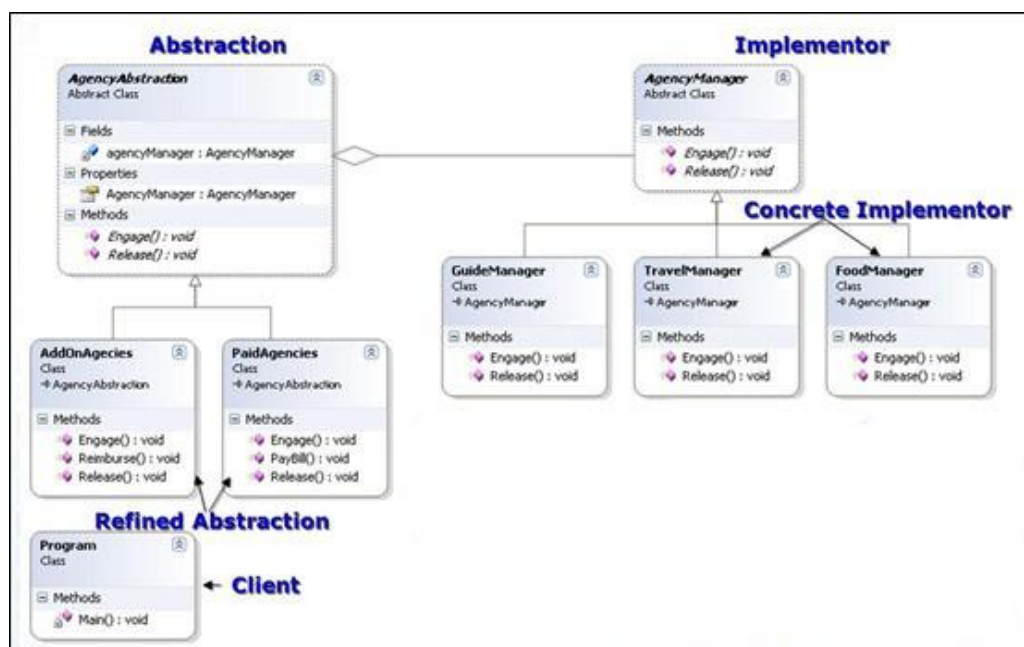 Abstraction
AgencyAbstraction
Abstract Class
Fields
agencyManager : AgencyManager
Properties
AgencyManager : AgencyManager
Methods
Engage() : void
Release() : void
Implementor
AgencyManager
Abstract Class
Methods
Engage() : void
Release() : void
Concrete Implementor
GuideManager
Class
AgencyManager
Methods
Engage() : void
Release() : void
TravelManager
Class
AgencyManager
Methods
Engage() : void
Release() : void
FoodManager
Class
AgencyManager
Methods
Engage() : void
Release() : void
AddOnAgecies
Class
AgencyAbstraction
Methods
Engage() : void
Reimburse() : void
Release() : void
PaidAgencies
Class
AgencyAbstraction
Methods
Engage() : void
PayBill() : void
Release() : void
Refined Abstraction
Program
Class
Methods
Main() : void
Client